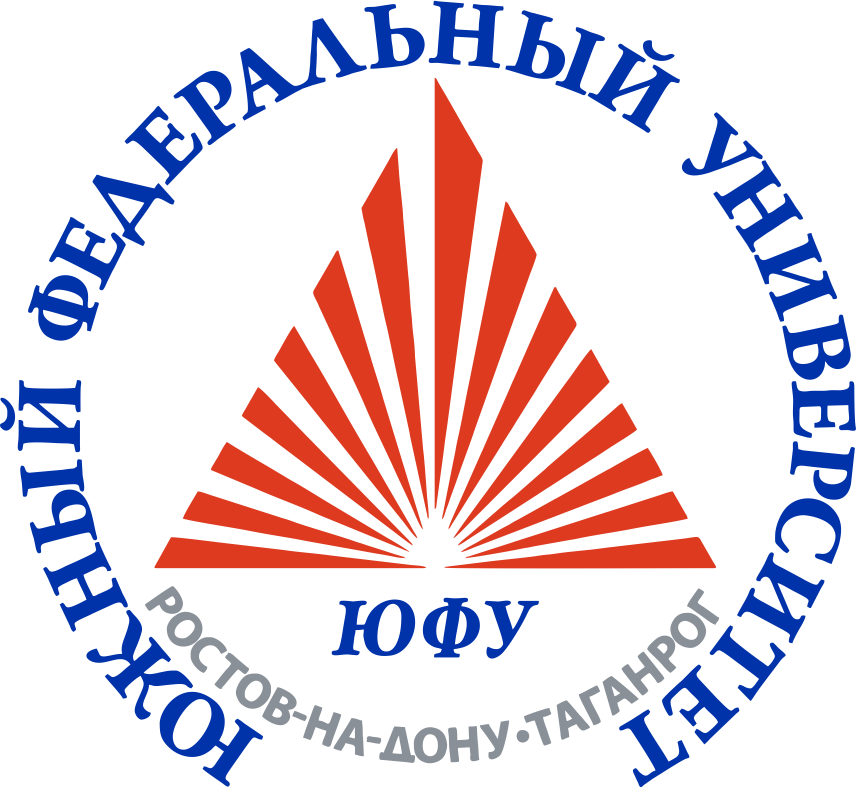 ЮЖНЫЙ ФЕДЕРАЛЬНЫЙ УНИВЕРСИТЕТ
ЮФУ
РОСТОВ-НА-ДОНУ•ТАГАНРОГ